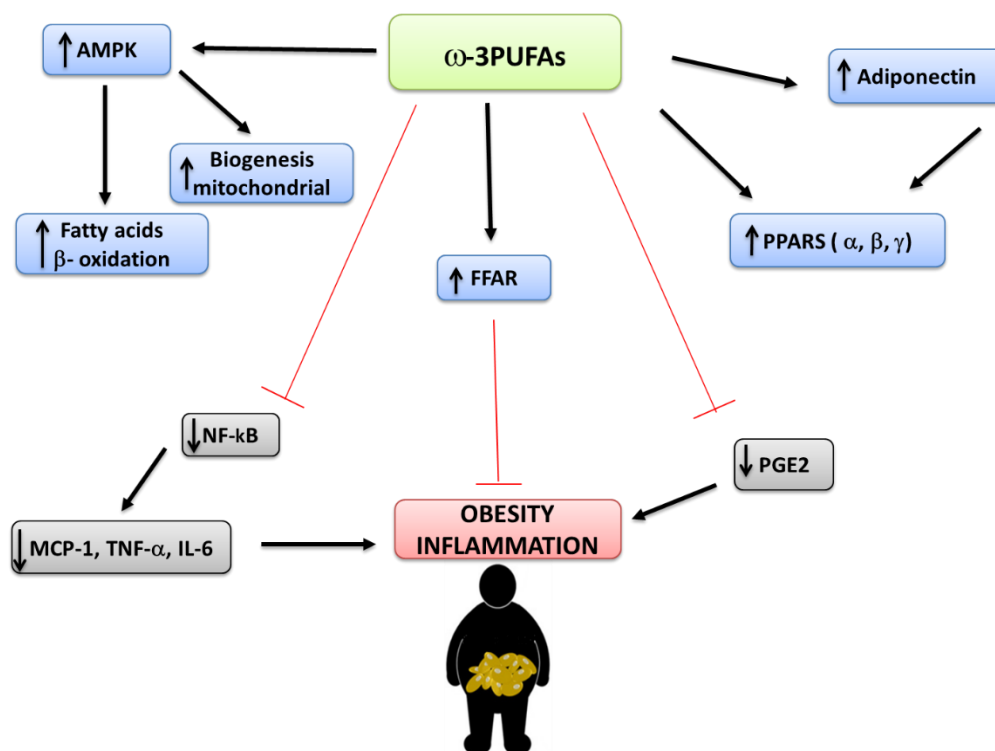 ω-3PUFAs
↑ AMPK
↑ Adiponectin
↑ Biogenesis
mitochondrial
↑ Fatty acids
β- oxidation
↑ PPARS ( α, β, γ)
↑ FFAR
↓ NF-kB
↓ PGE2
↓ MCP-1, TNF-α, IL-6
OBESITY
INFLAMMATION